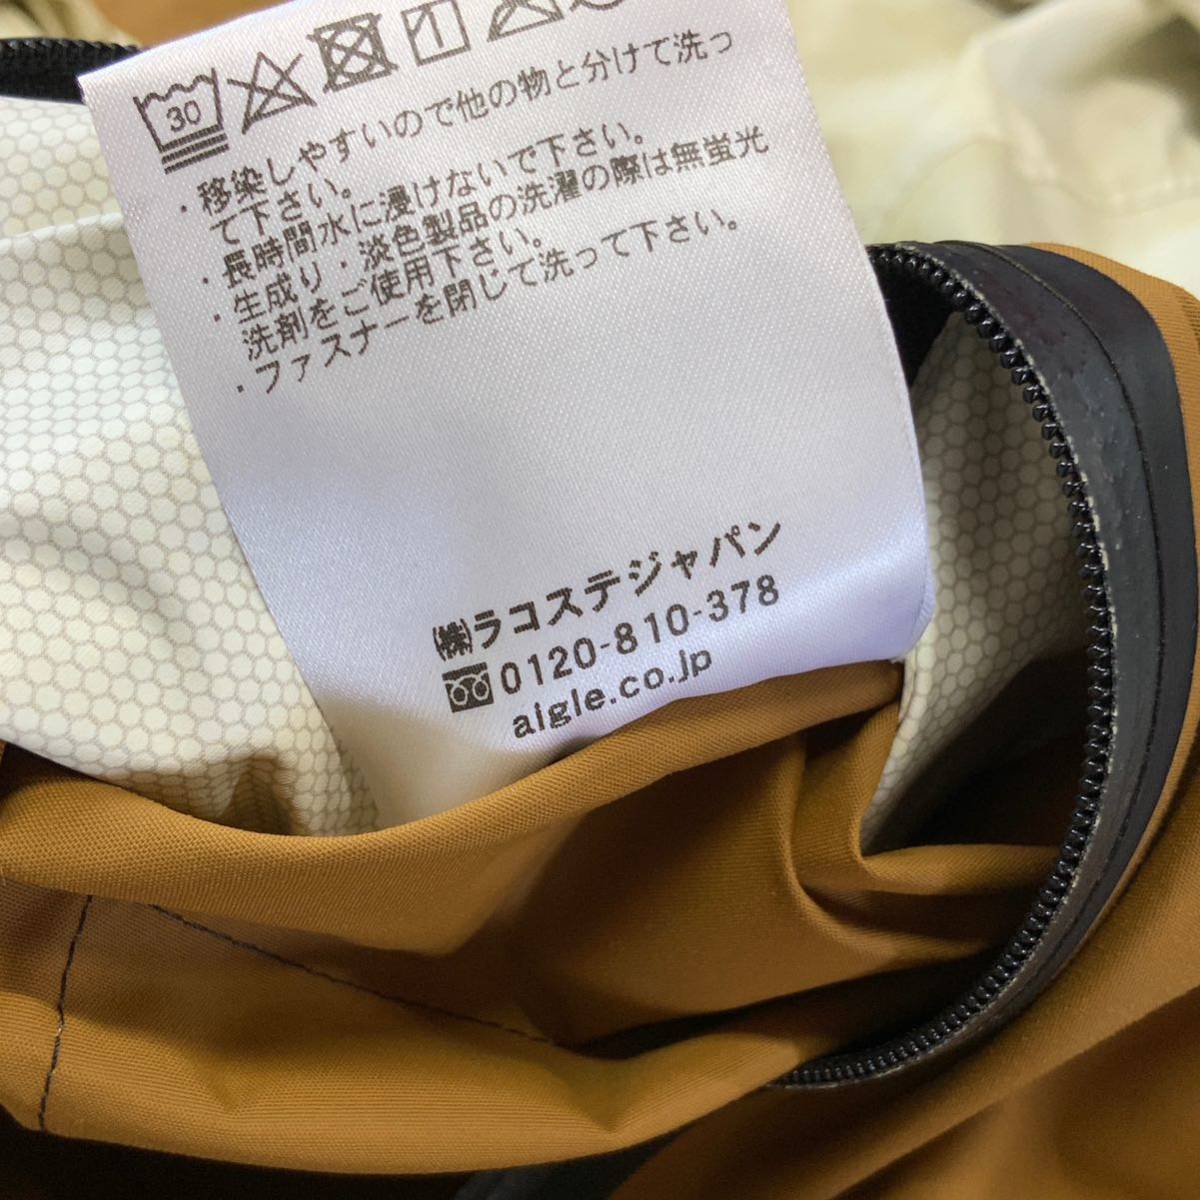 30
・移染しやすいので他の物と分けて洗っ
て下さい。
・長時間水に浸けないで下さい。
・生成り・淡色製品の洗濯の際は無蛍光
洗剤をご使用下さい。
・ファスナーを閉じて洗って下さい。
㈱ラコステジャパン
0120-810-378
aigle.co.jp